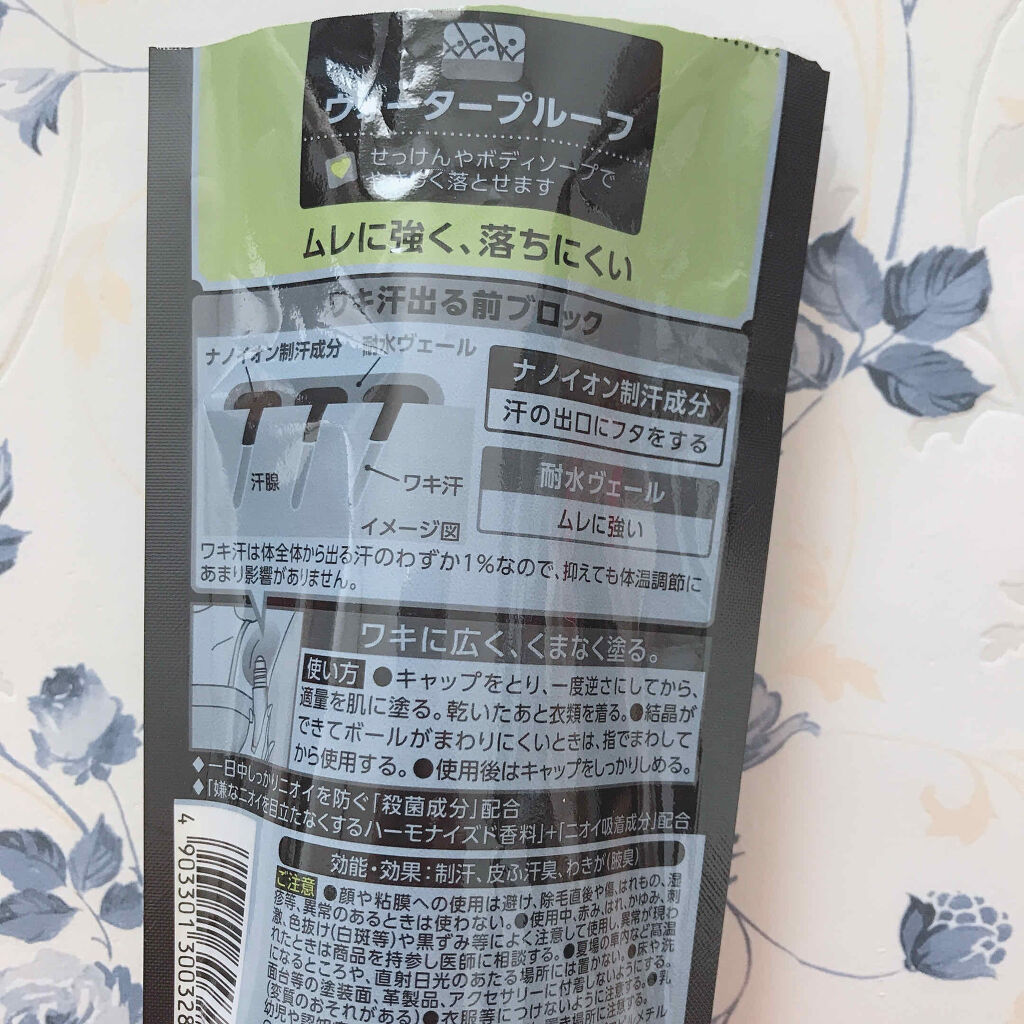 ウォータープルーフ
せっけんやボディソープで
やさしく落とせます
ムレに強く、落ちにくい
ワキ汗出る前ブロック
ナノイオン制汗成分
耐水ヴェール
汗腺
ワキ汗
イメージ図
ナノイオン制汗成分
汗の出口にフタをする
耐水ヴェール
ムレに強い
ワキ汗は体全体から出る汗のわずか1%なので、抑えても体温調節に
あまり影響がありません。
ワキに広く、くまなく塗る。
使い方 ●キャップをとり、一度逆さにしてから、
適量を肌に塗る。乾いたあと衣類を着る。●結晶が
できてボールがまわりにくいときは、指でまわして
から使用する。●使用後はキャップをしっかりしめる。
◆一日中しっかりニオイを防ぐ「殺菌成分」配合
◆「嫌なニオイを目立たなくするハーモナイズド香料」+「ニオイ吸着成分」配合
効能・効果：制汗、皮ふ汗臭、わきが(腋臭)
ご注意 ●顔や粘膜への使用は避け、除毛直後や傷、はれもの、湿
疹等、異常のあるときは使わない。●使用中、赤み、はれ、かゆみ、刺
激、色抜け(白斑等)や黒ずみ等によく注意して使用し、異常が現わ
れたときは商品を持参し医師に相談する。●夏場の車内など高温
になるところや、直射日光のあたる場所には置かない。●床や洗
面台等の塗装面、革製品、アクセサリーに付着しないようにする。
(変質のおそれがある)●衣服等につけないように注意する。●乳
幼児や認知症
4 903301 300328